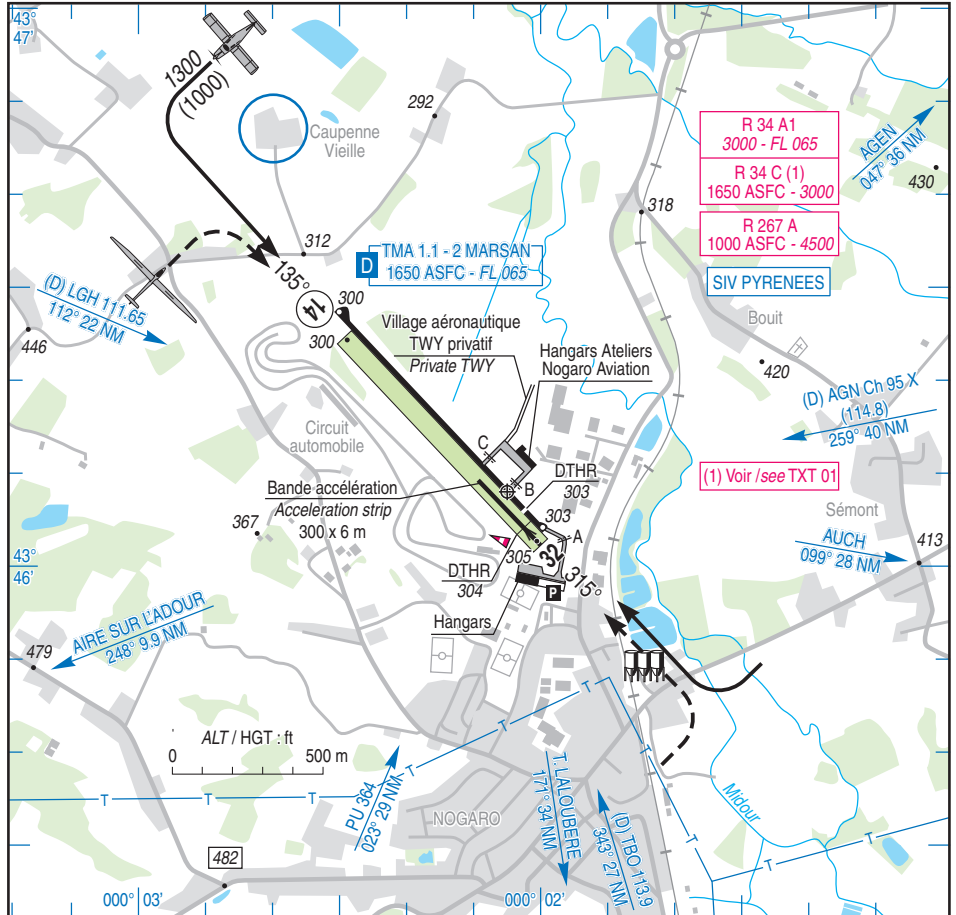 43°
47'
1300
(1000)
292
Caupenne
Vieille
R 34 A1
3000 - FL 065
R 34 C (1)
1650 ASFC - 3000
R 267 A
1000 ASFC - 4500
SIV PYRENEES
AGEN
047° 36 NM
430
318
312
135°
D
TMA 1.1 - 2 MARSAN
1650 ASFC - FL 065
(D) LGH 111.65
112° 22 NM
446
14
300
300
Village aéronautique
TWY privatif
Private TWY
Hangars Ateliers
Nogaro Aviation
Bouit
420
(D) AGN Ch 95 X
(114.8)
259° 40 NM
Circuit
automobile
C
B
DTHR
303
Bande accélération
Acceleration strip
300 x 6 m
(1) Voir /see TXT 01
Sémont
367
303
A
413
43°
46'
305
32
315°
DTHR
304
P
Hangars
AUCH
099° 28 NM
AIRE SUR L'ADOUR
248° 9.9 NM
479
ALT / HGT : ft
0
500 m
T
T
T
T
T
T
T
T
PU 364
023° 29 NM
NOGARO
T. LALOUBERE
171° 34 NM
(D) TBO 113.9
343° 27 NM
Midour
482
000° 03'
000° 02'